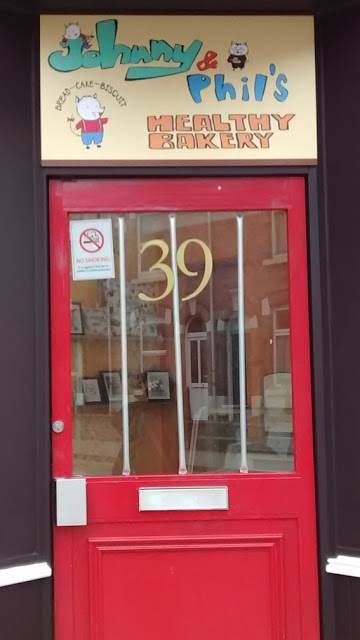 Johnny
&
Phil's
BREAD-CAKE-BISCUIT
HEALTHY
BAKERY
NO SMOKING
39